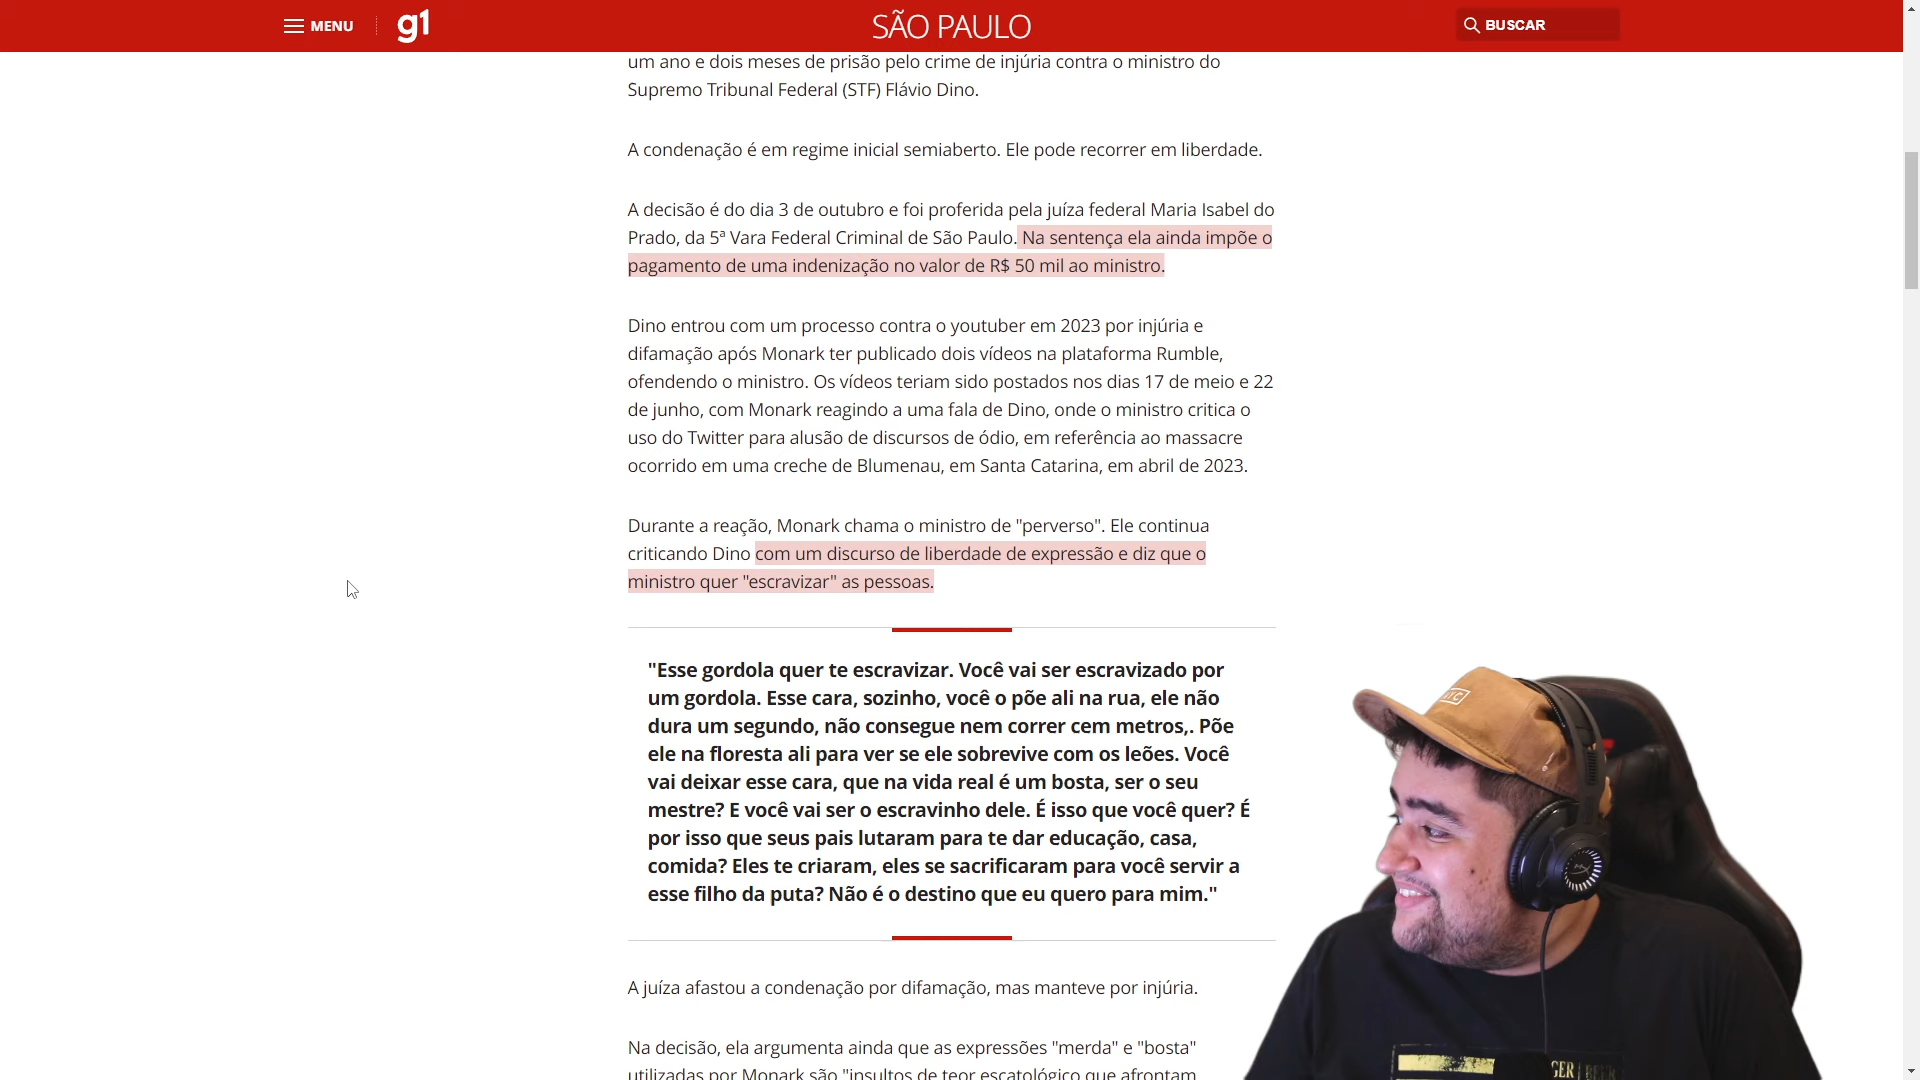 MENU
g1
SÃO PAULO
BUSCAR
um ano e dois meses de prisão pelo crime de injúria contra o ministro do
Supremo Tribunal Federal (STF) Flávio Dino.
A condenação é em regime inicial semiaberto. Ele pode recorrer em liberdade.
A decisão é do dia 3 de outubro e foi proferida pela juíza federal Maria Isabel do
Prado, da 5ª Vara Federal Criminal de São Paulo. Na sentença ela ainda impõe o
pagamento de uma indenização no valor de R$ 50 mil ao ministro.
Dino entrou com um processo contra o youtuber em 2023 por injúria e
difamação após Monark ter publicado dois vídeos na plataforma Rumble,
ofendendo o ministro. Os vídeos teriam sido postados nos dias 17 de meio e 22
de junho, com Monark reagindo a uma fala de Dino, onde o ministro critica o
uso do Twitter para alusão de discursos de ódio, em referência ao massacre
ocorrido em uma creche de Blumenau, em Santa Catarina, em abril de 2023.
Durante a reação, Monark chama o ministro de "perverso". Ele continua
criticando Dino com um discurso de liberdade de expressão e diz que o
ministro quer "escravizar" as pessoas.
"Esse gordola quer te escravizar. Você vai ser escravizado por
um gordola. Esse cara, sozinho, você o põe ali na rua, ele não
dura um segundo, não consegue nem correr cem metros,. Põe
ele na floresta ali para ver se ele sobrevive com os leões. Você
vai deixar esse cara, que na vida real é um bosta, ser o seu
mestre? E você vai ser o escravinho dele. É isso que você quer? É
por isso que seus pais lutaram para te dar educação, casa,
comida? Eles te criaram, eles se sacrificaram para você servir a
esse filho da puta? Não é o destino que eu quero para mim."
A juíza afastou a condenação por difamação, mas manteve por injúria.
Na decisão, ela argumenta ainda que as expressões "merda" e "bosta"
utilizadas por Monark são "insultos de teor escatológico que afrontam